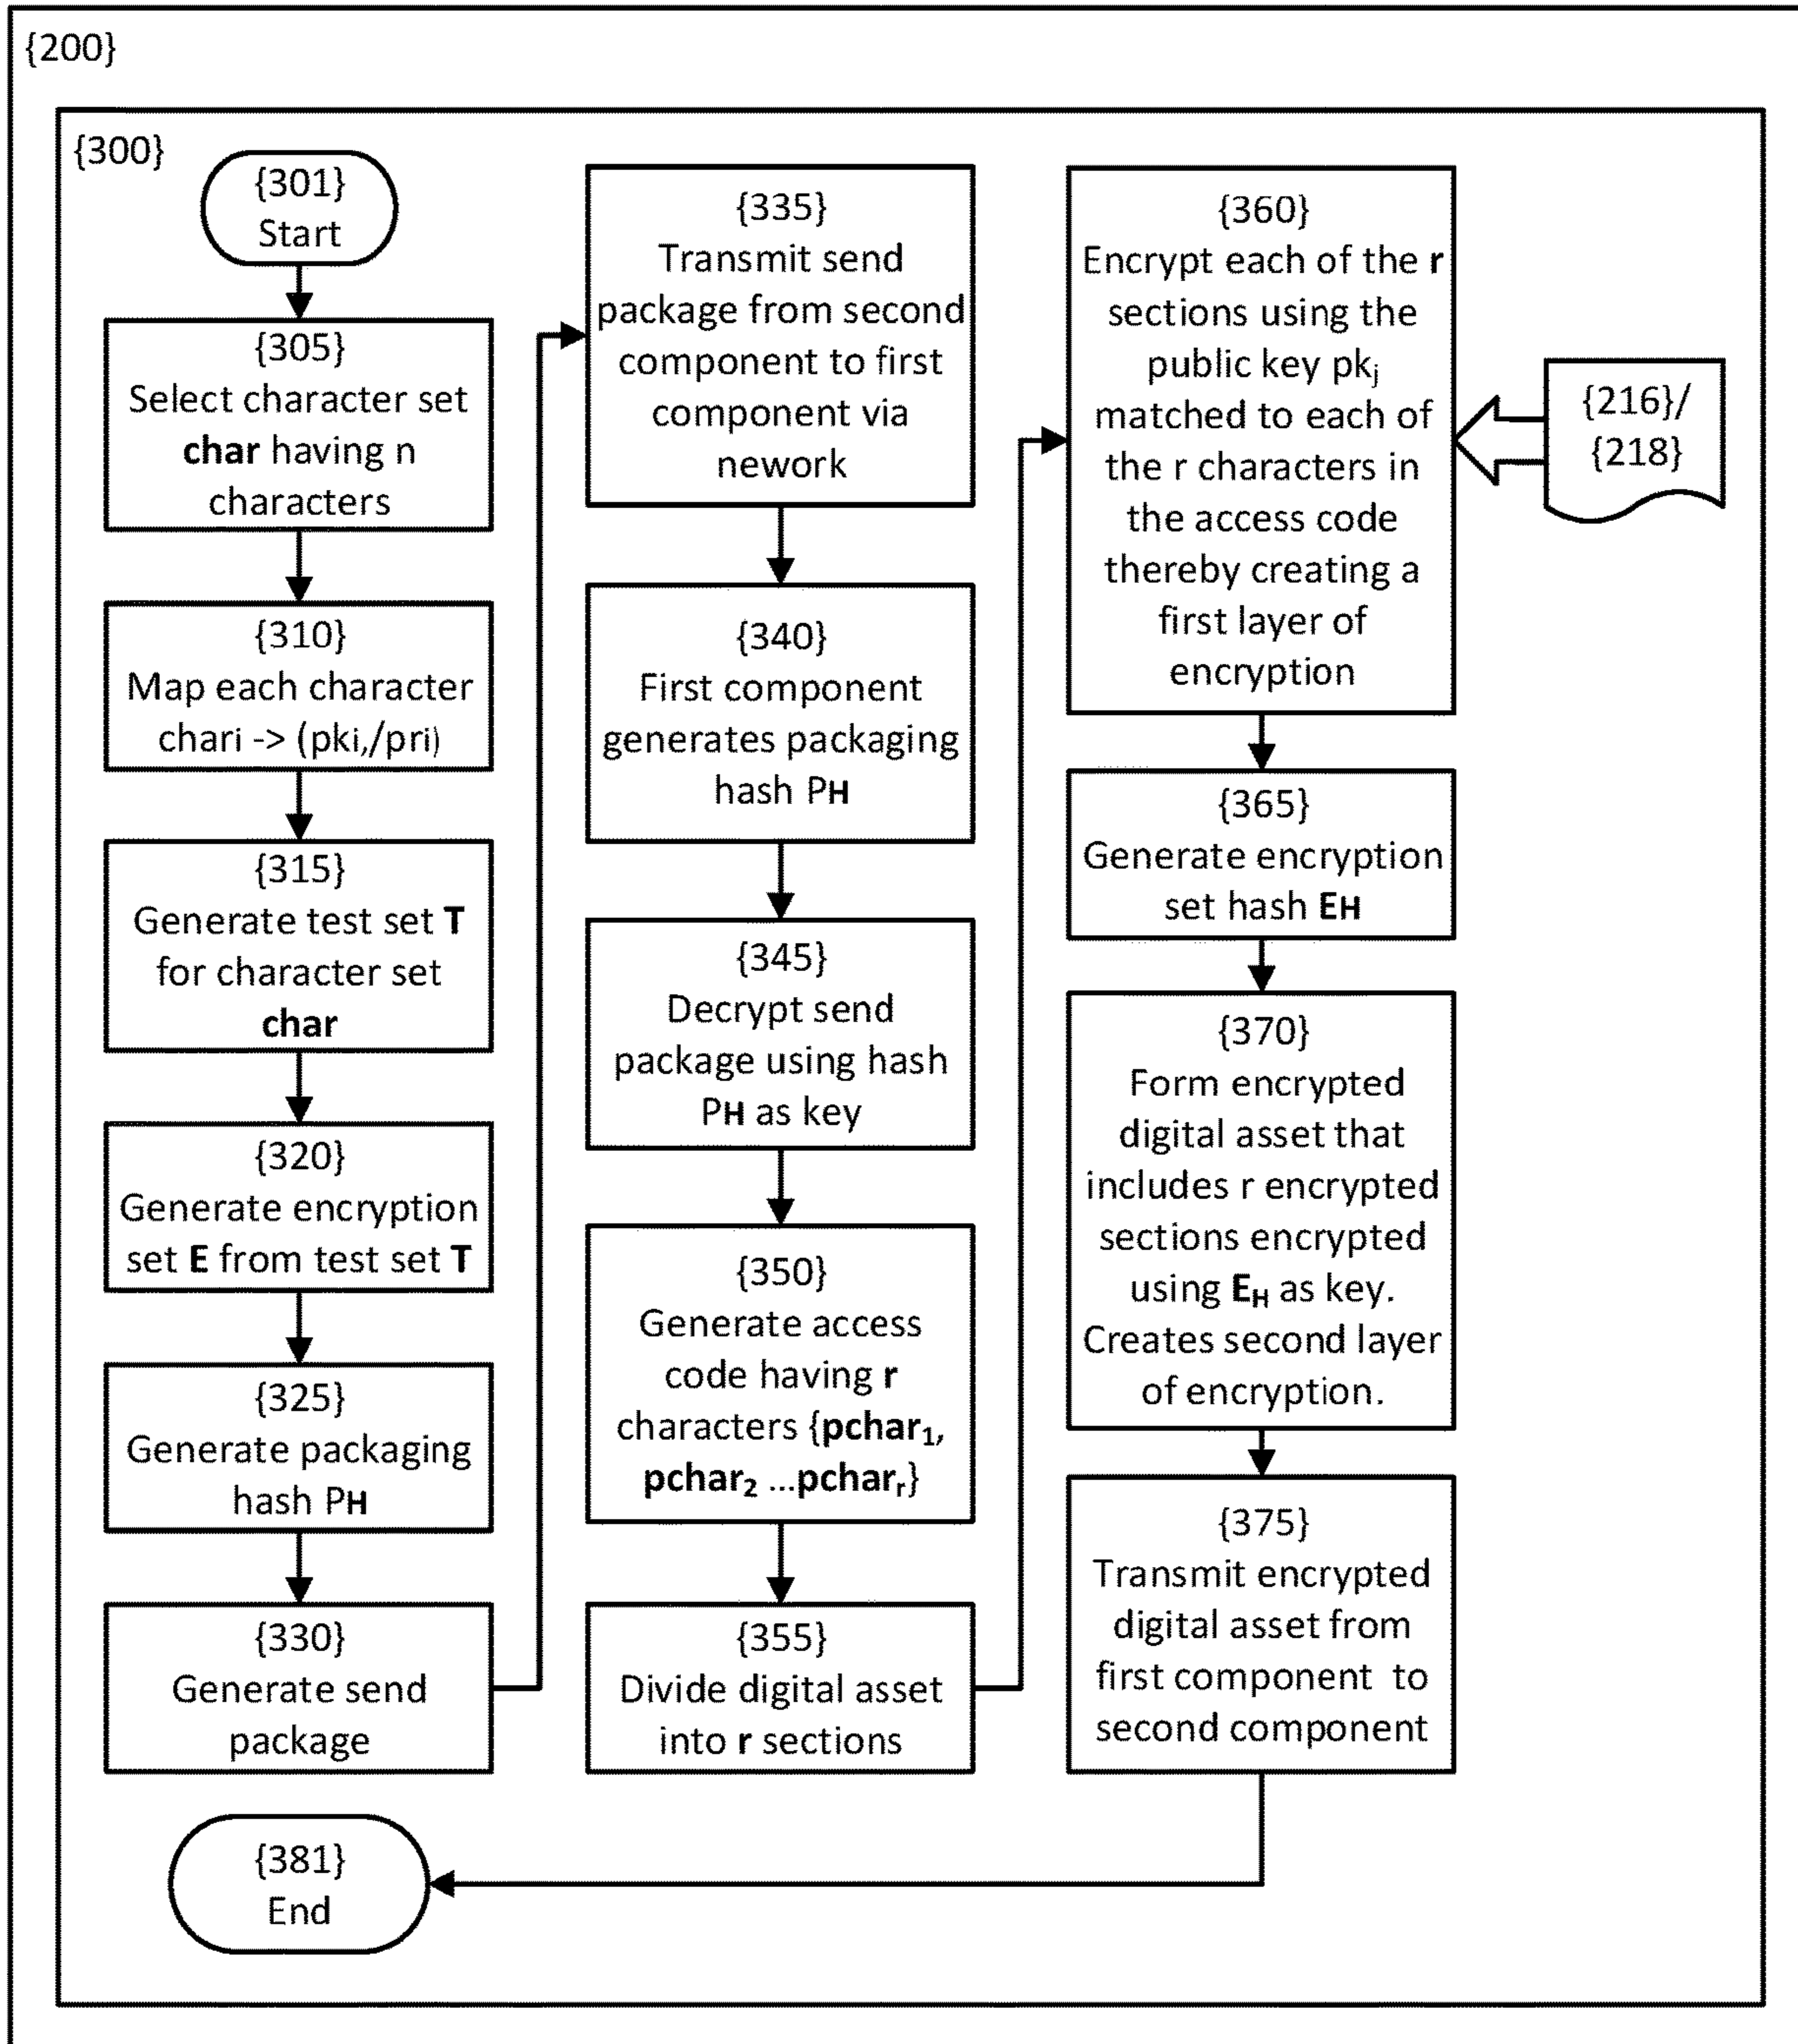 {200}
{300}
{301}
Start
{305}
Select character set
char having n
characters
{310}
Map each character
chari -> (pki,/pri)
{315}
Generate test set T
for character set
char
{320}
Generate encryption
set E from test set T
{325}
Generate packaging
hash PH
{330}
Generate send
package
{335}
Transmit send
package from second
component to first
component via
nework
{340}
First component
generates packaging
hash PH
{345}
Decrypt send
package using hash
PH as key
{350}
Generate access
code having r
characters {pchar₁,
pchar₂ ...pcharᵣ}
{355}
Divide digital asset
into r sections
{360}
Encrypt each of the r
sections using the
public key pkⱼ
matched to each of
the r characters in
the access code
thereby creating a
first layer of
encryption
{216}/
{218}
{365}
Generate encryption
set hash EH
{370}
Form encrypted
digital asset that
includes r encrypted
sections encrypted
using EH as key.
Creates second layer
of encryption.
{375}
Transmit encrypted
digital asset from
first component to
second component
{381}
End